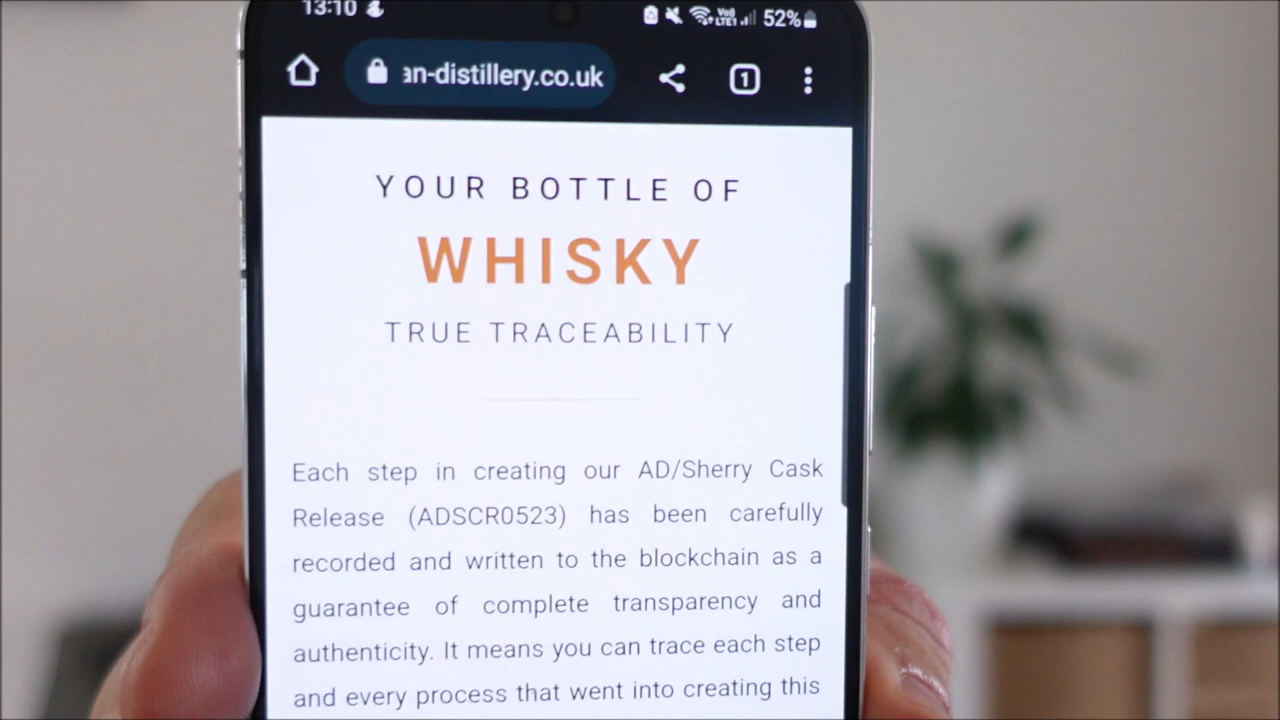 13:10
VoI) LTE1 52%
an-distillery.co.uk
1
YOUR BOTTLE OF
WHISKY
TRUE TRACEABILITY
Each step in creating our AD/Sherry Cask
Release (ADSCR0523) has been carefully
recorded and written to the blockchain as a
guarantee of complete transparency and
authenticity. It means you can trace each step
and every process that went into creating this